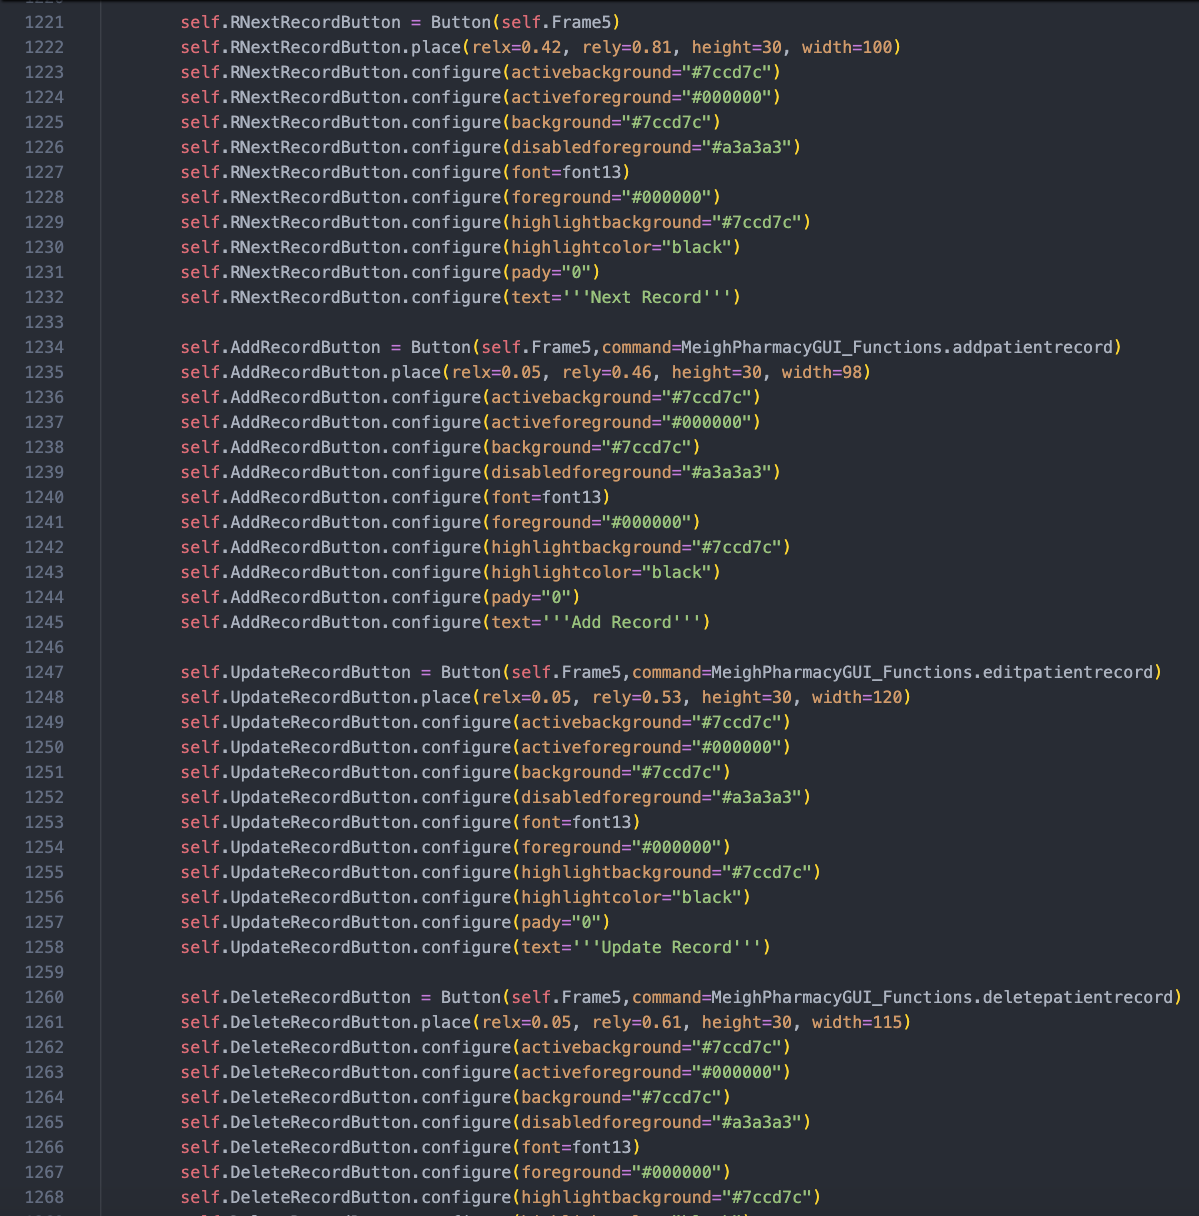 1221 self.RNextRecordButton = Button(self.Frame5)
1222 self.RNextRecordButton.place(relx=0.42, rely=0.81, height=30, width=100)
1223 self.RNextRecordButton.configure(activebackground="#7ccd7c")
1224 self.RNextRecordButton.configure(activeforeground="#000000")
1225 self.RNextRecordButton.configure(background="#7ccd7c")
1226 self.RNextRecordButton.configure(disabledforeground="#a3a3a3")
1227 self.RNextRecordButton.configure(font=font13)
1228 self.RNextRecordButton.configure(foreground="#000000")
1229 self.RNextRecordButton.configure(highlightbackground="#7ccd7c")
1230 self.RNextRecordButton.configure(highlightcolor="black")
1231 self.RNextRecordButton.configure(pady="0")
1232 self.RNextRecordButton.configure(text='''Next Record''')
1233
1234 self.AddRecordButton = Button(self.Frame5,command=MeighPharmacyGUI_Functions.addpatientrecord)
1235 self.AddRecordButton.place(relx=0.05, rely=0.46, height=30, width=98)
1236 self.AddRecordButton.configure(activebackground="#7ccd7c")
1237 self.AddRecordButton.configure(activeforeground="#000000")
1238 self.AddRecordButton.configure(background="#7ccd7c")
1239 self.AddRecordButton.configure(disabledforeground="#a3a3a3")
1240 self.AddRecordButton.configure(font=font13)
1241 self.AddRecordButton.configure(foreground="#000000")
1242 self.AddRecordButton.configure(highlightbackground="#7ccd7c")
1243 self.AddRecordButton.configure(highlightcolor="black")
1244 self.AddRecordButton.configure(pady="0")
1245 self.AddRecordButton.configure(text='''Add Record''')
1246
1247 self.UpdateRecordButton = Button(self.Frame5,command=MeighPharmacyGUI_Functions.editpatientrecord)
1248 self.UpdateRecordButton.place(relx=0.05, rely=0.53, height=30, width=120)
1249 self.UpdateRecordButton.configure(activebackground="#7ccd7c")
1250 self.UpdateRecordButton.configure(activeforeground="#000000")
1251 self.UpdateRecordButton.configure(background="#7ccd7c")
1252 self.UpdateRecordButton.configure(disabledforeground="#a3a3a3")
1253 self.UpdateRecordButton.configure(font=font13)
1254 self.UpdateRecordButton.configure(foreground="#000000")
1255 self.UpdateRecordButton.configure(highlightbackground="#7ccd7c")
1256 self.UpdateRecordButton.configure(highlightcolor="black")
1257 self.UpdateRecordButton.configure(pady="0")
1258 self.UpdateRecordButton.configure(text='''Update Record''')
1259
1260 self.DeleteRecordButton = Button(self.Frame5,command=MeighPharmacyGUI_Functions.deletepatientrecord)
1261 self.DeleteRecordButton.place(relx=0.05, rely=0.61, height=30, width=115)
1262 self.DeleteRecordButton.configure(activebackground="#7ccd7c")
1263 self.DeleteRecordButton.configure(activeforeground="#000000")
1264 self.DeleteRecordButton.configure(background="#7ccd7c")
1265 self.DeleteRecordButton.configure(disabledforeground="#a3a3a3")
1266 self.DeleteRecordButton.configure(font=font13)
1267 self.DeleteRecordButton.configure(foreground="#000000")
1268 self.DeleteRecordButton.configure(highlightbackground="#7ccd7c")